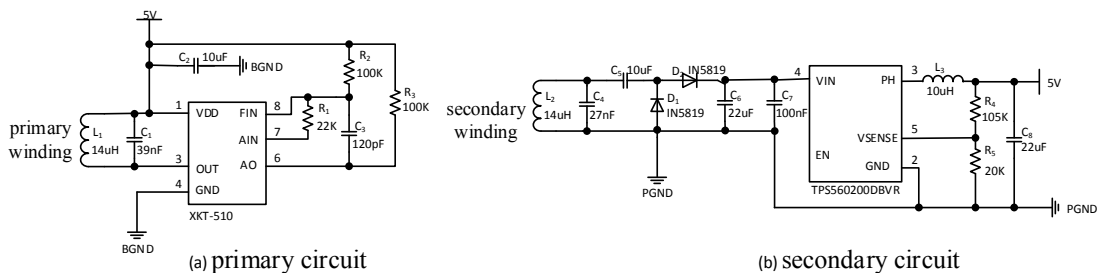 5V
C2 10uF
BGND
R2
100K
R3
100K
1 VDD FIN 8
R1
22K
AIN 7
C3
120pF
primary
winding
L1
14uH
C1
39nF
3 OUT AO 6
4 GND
XKT-510
BGND
(a) primary circuit
C5 10uF
D2 IN5819
4 VIN PH 3
L3
10uH
5V
secondary
winding
L2
14uH
C4
27nF
D1
IN5819
C6
22uF
C7
100nF
R4
105K
VSENSE 5
C8
22uF
EN
R5
20K
GND 2
TPS560200DBVR
PGND
PGND
(b) secondary circuit